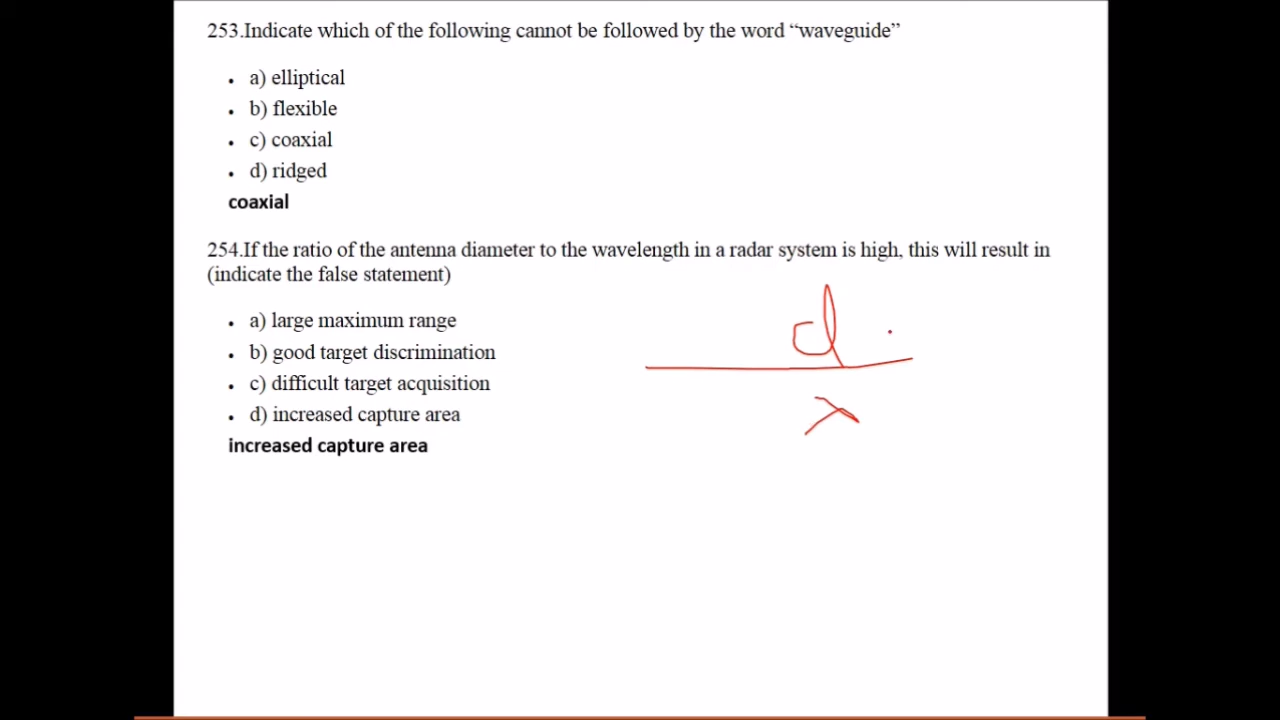 253.Indicate which of the following cannot be followed by the word “waveguide”
• a) elliptical
• b) flexible
• c) coaxial
• d) ridged
coaxial
254.If the ratio of the antenna diameter to the wavelength in a radar system is high, this will result in
(indicate the false statement)
• a) large maximum range
• b) good target discrimination
• c) difficult target acquisition
• d) increased capture area
increased capture area
d
λ